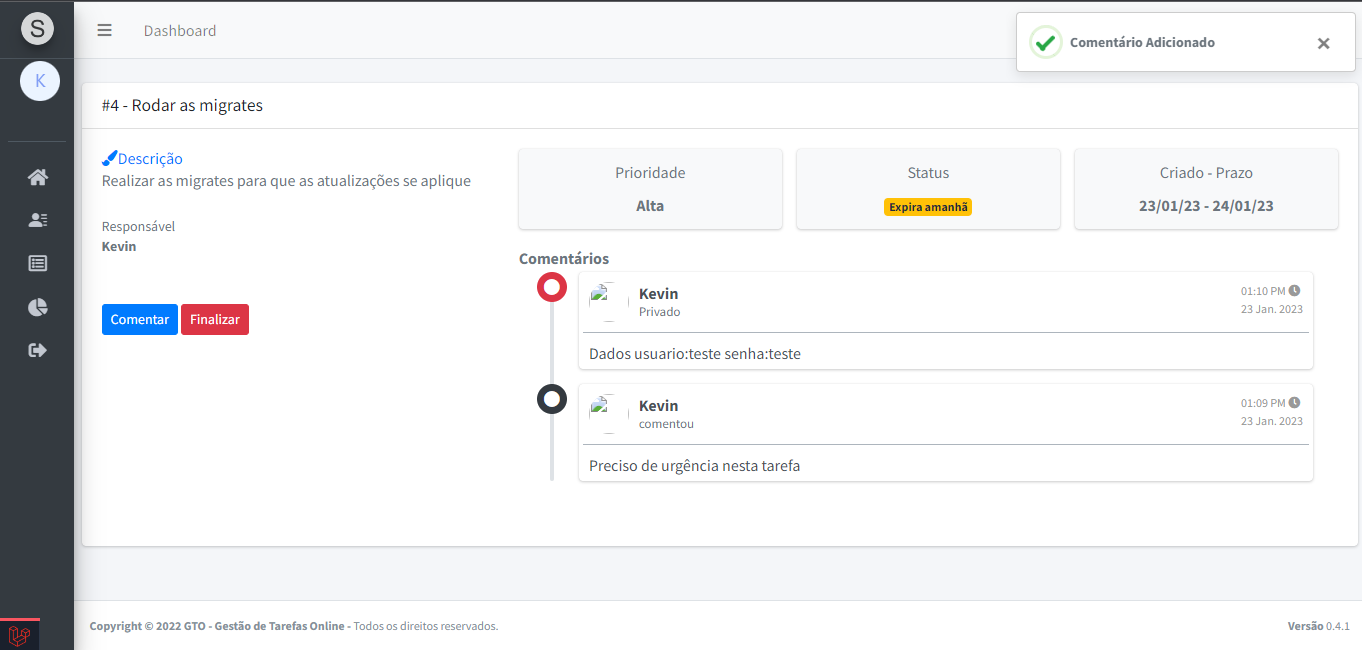 S
Dashboard
Comentário Adicionado
K
#4 - Rodar as migrates
Descrição
Realizar as migrates para que as atualizações se aplique
Responsável
Kevin
Comentar
Finalizar
Prioridade
Alta
Status
Expira amanhã
Criado - Prazo
23/01/23 - 24/01/23
Comentários
Kevin
Privado
01:10 PM
23 Jan. 2023
Dados usuario:teste senha:teste
Kevin
comentou
01:09 PM
23 Jan. 2023
Preciso de urgência nesta tarefa
Copyright © 2022 GTO - Gestão de Tarefas Online - Todos os direitos reservados.
Versão 0.4.1